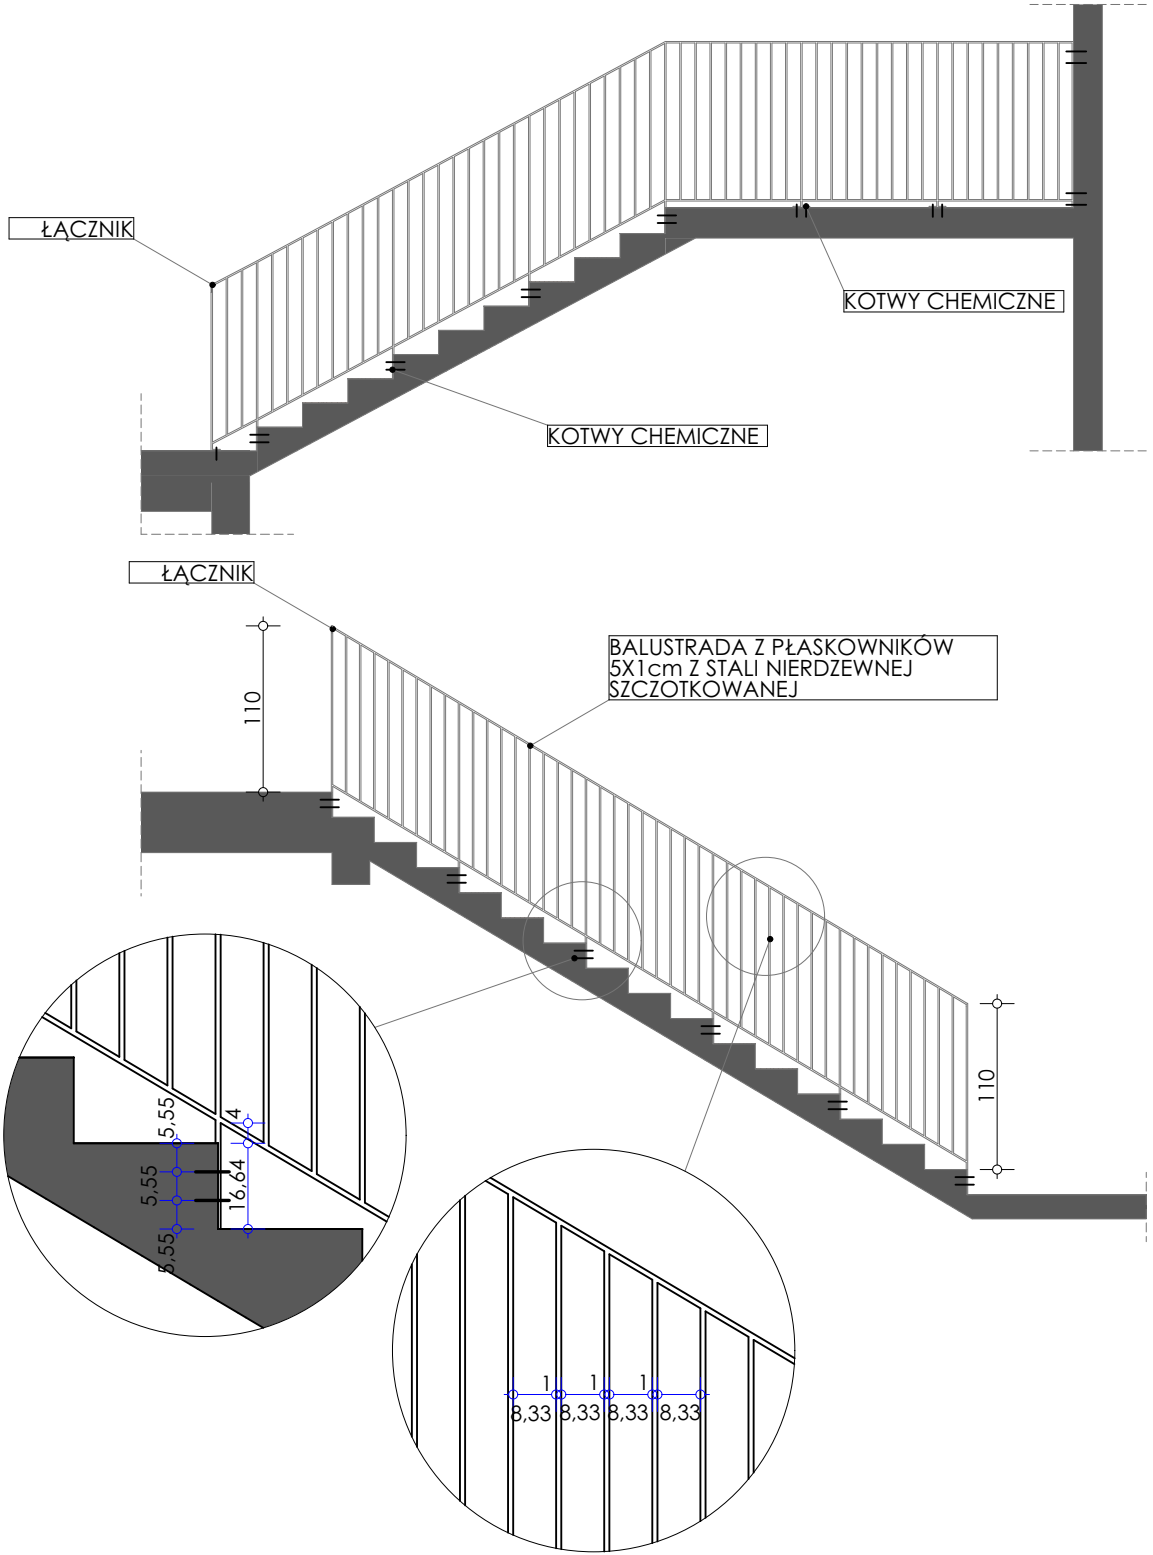 ŁĄCZNIK
KOTWY CHEMICZNE
KOTWY CHEMICZNE
ŁĄCZNIK
BALUSTRADA Z PŁASKOWNIKÓW
5X1cm Z STALI NIERDZEWNEJ
SZCZOTKOWANEJ
110
110
5,55
4
5,55
16,64
5,55
1 1 1
8,33 8,33 8,33 8,33